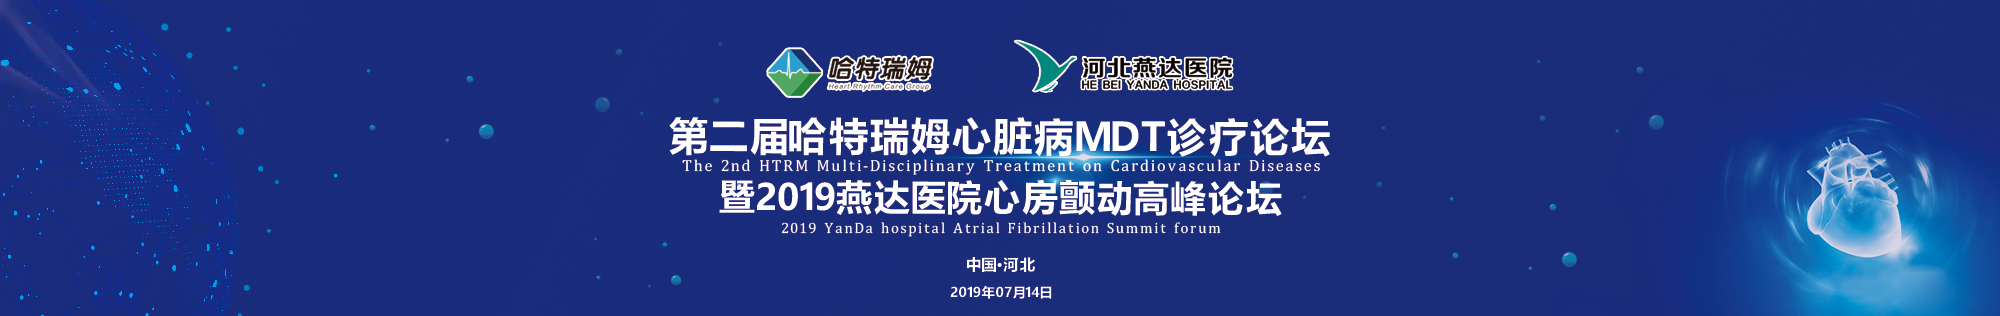 哈特瑞姆
Heart Rhythm Care Group
河北燕达医院
HE BEI YANDA HOSPITAL
第二届哈特瑞姆心脏病MDT诊疗论坛
The 2nd HTRM Multi-Disciplinary Treatment on Cardiovascular Diseases
暨2019燕达医院心房颤动高峰论坛
2019 YanDa hospital Atrial Fibrillation Summit forum
中国·河北
2019年07月14日